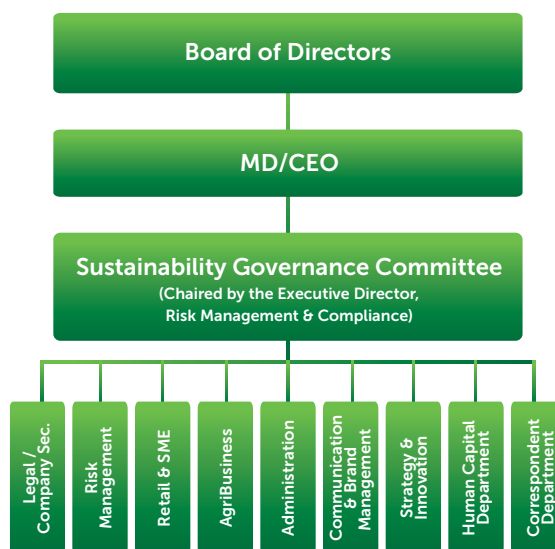 Board of Directors
MD/CEO
Sustainability Governance Committee
(Chaired by the Executive Director,
Risk Management & Compliance)
Legal /
Company Sec.
Risk
Management
Retail & SME
AgriBusiness
Administration
Communication
& Brand
Management
Strategy &
Innovation
Human Capital
Department
Correspondent
Department